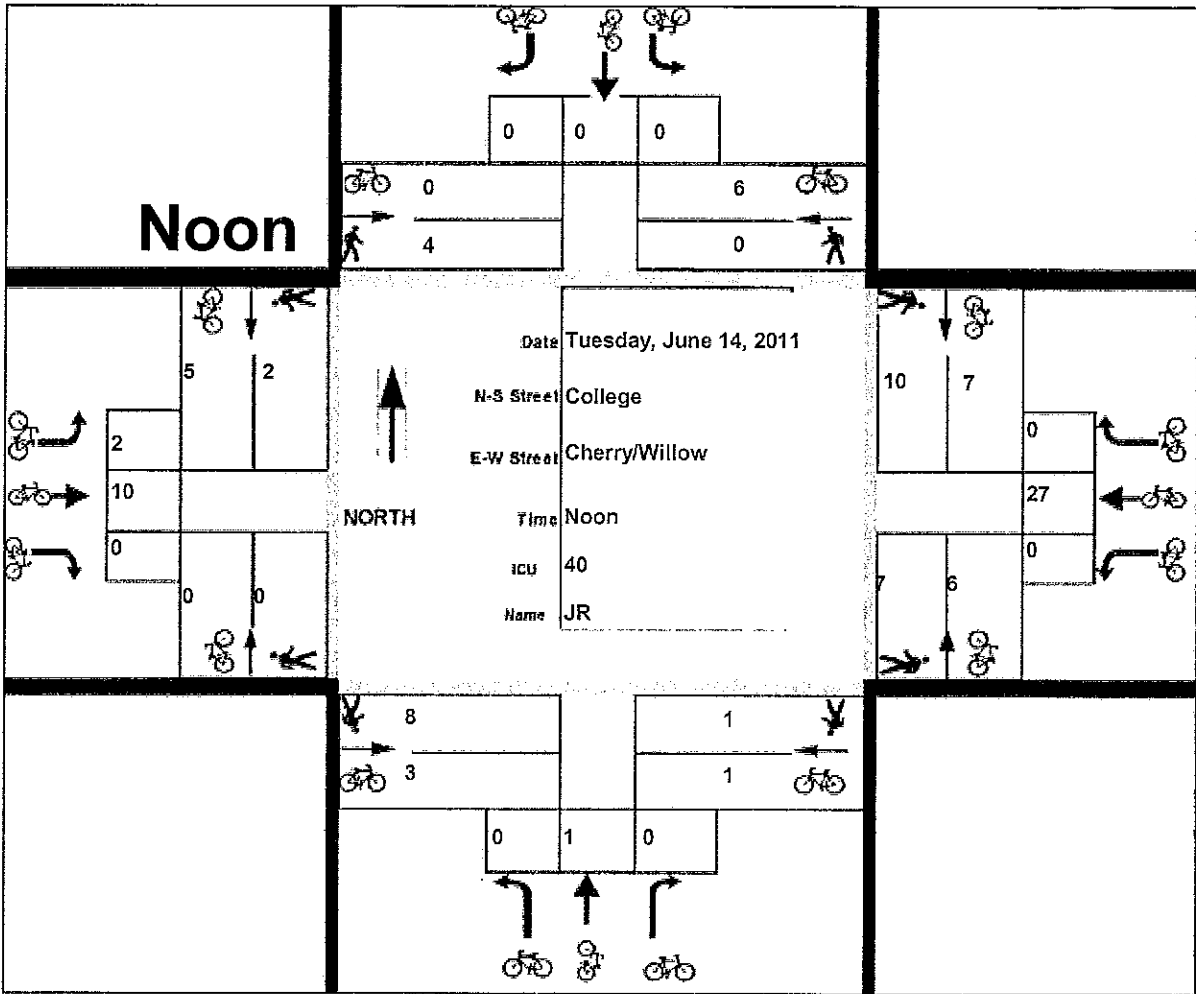 0 0 0
0 6
Noon
4 0
Date Tuesday, June 14, 2011
5 2
10 7
N-S Street College
2
0
E-W Street Cherry/Willow
10
27
NORTH
Time Noon
0
0
ICU 40
0 0
7 6
Name JR
8 1
3 1
0 1 0